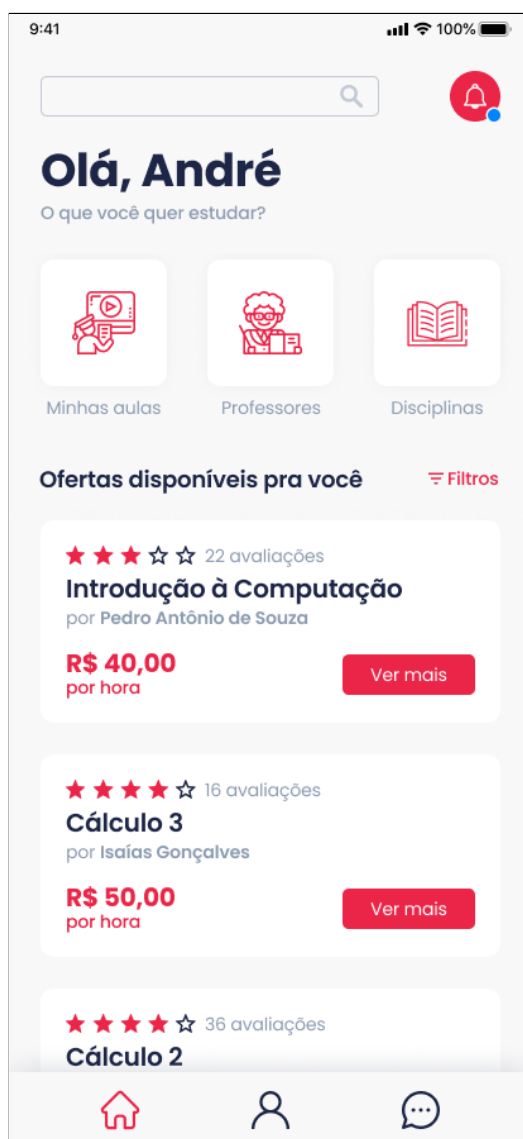 9:41
100%
Olá, André
O que você quer estudar?
Minhas aulas
Professores
Disciplinas
Ofertas disponíveis pra você
Filtros
22 avaliações
Introdução à Computação
por Pedro Antônio de Souza
R$ 40,00
por hora
Ver mais
16 avaliações
Cálculo 3
por Isaías Gonçalves
R$ 50,00
por hora
Ver mais
36 avaliações
Cálculo 2